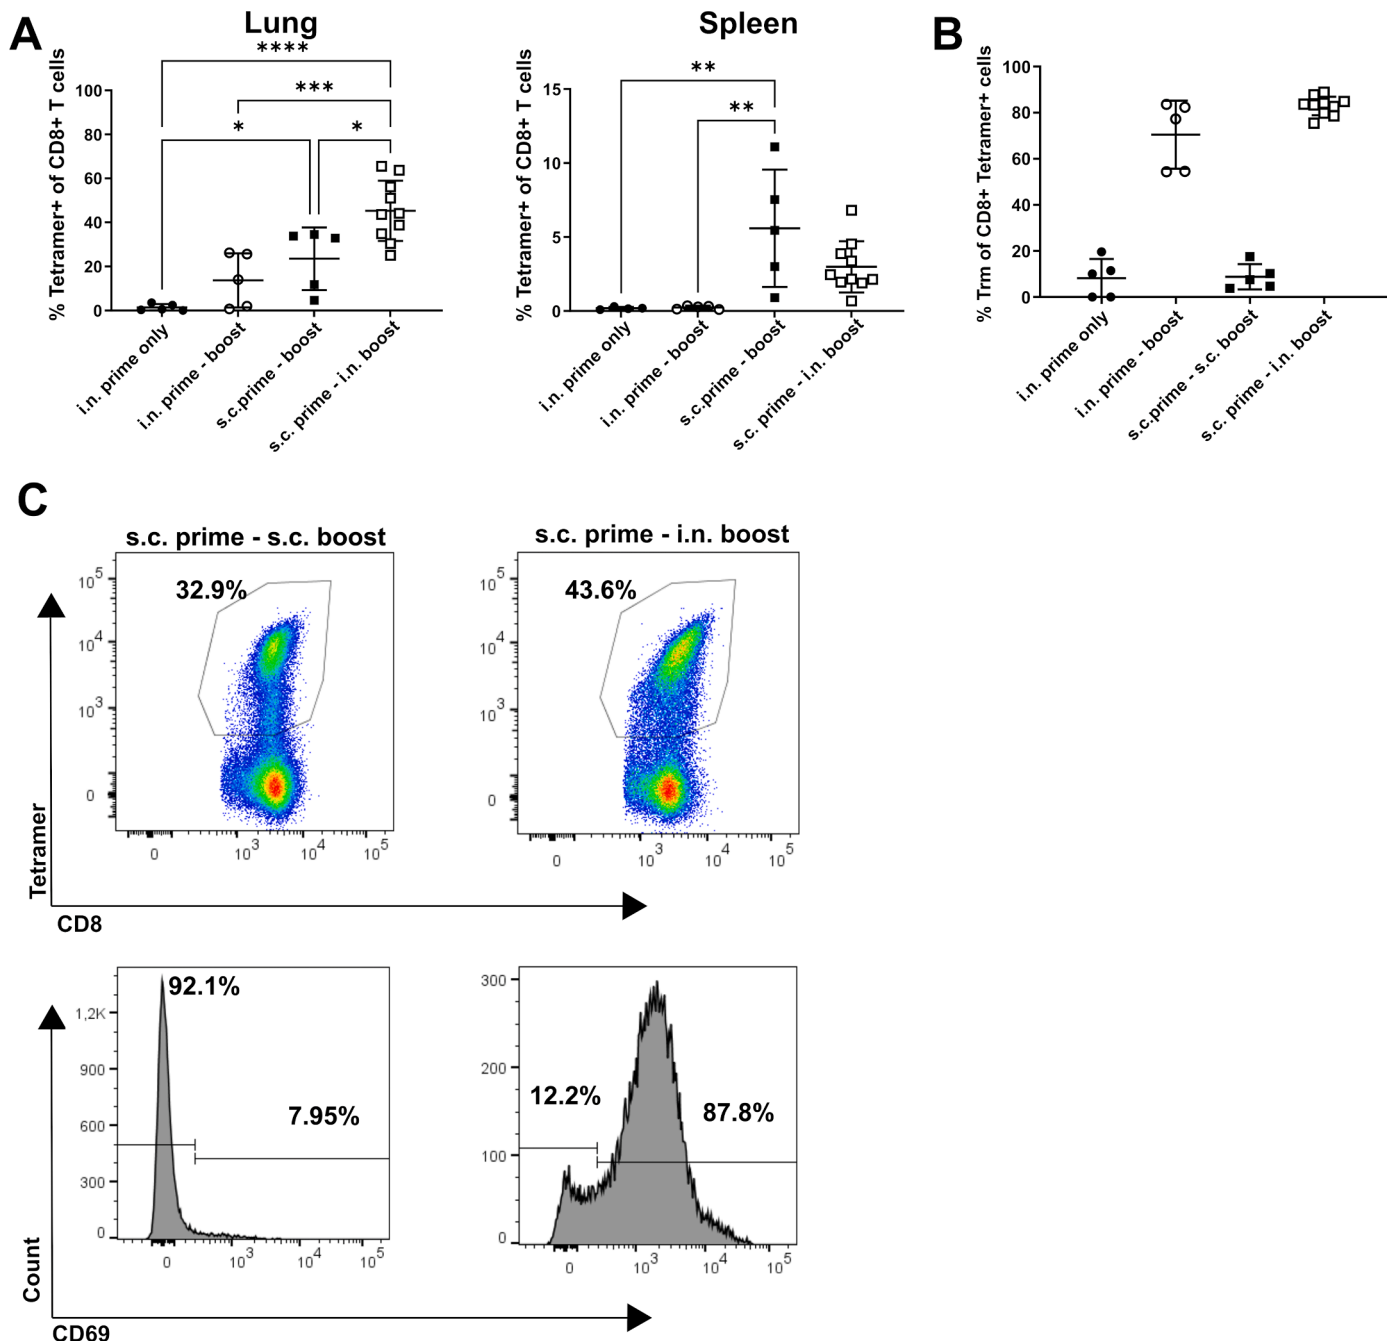 A
Lung
Spleen
B
% Tetramer+ of CD8+ T cells
****
***
*
*
100
80
60
40
20
0
i.n. prime only
i.n. prime - boost
s.c.prime - boost
s.c. prime - i.n. boost
% Tetramer+ of CD8+ T cells
**
**
15
10
5
0
i.n. prime only
i.n. prime - boost
s.c.prime - boost
s.c. prime - i.n. boost
% Trm of CD8+ Tetramer+ cells
100
80
60
40
20
0
i.n. prime only
i.n. prime - boost
s.c.prime - s.c. boost
s.c. prime - i.n. boost
C
s.c. prime - s.c. boost
s.c. prime - i.n. boost
32.9%
10^5
10^4
10^3
0
0
10^3
10^4
10^5
43.6%
10^5
10^4
10^3
0
0
10^3
10^4
10^5
Tetramer
CD8
92.1%
7.95%
1,2K
900
600
300
0
0
10^3
10^4
10^5
12.2%
87.8%
300
200
100
0
0
10^3
10^4
10^5
Count
CD69